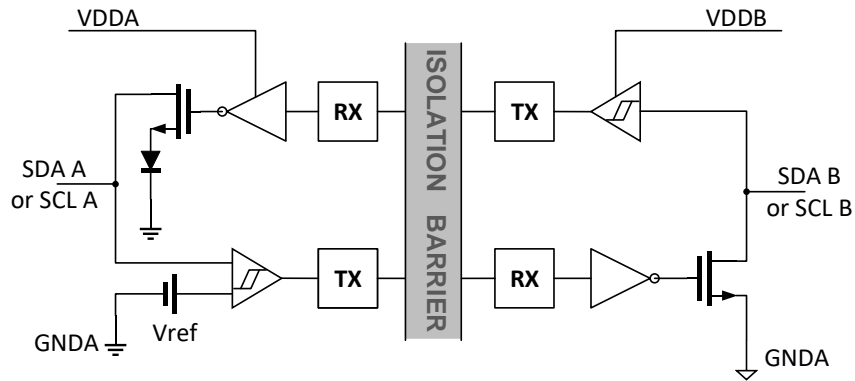 VDDA
VDDB
RX
ISOLATION BARRIER
TX
SDA A
or SCL A
SDA B
or SCL B
TX
RX
Vref
GNDA
GNDA